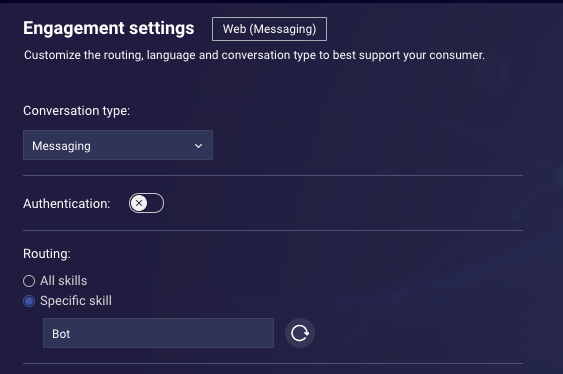 Engagement settings Web (Messaging)
Customize the routing, language and conversation type to best support your consumer.
Conversation type:
Messaging
Authentication:
Routing:
All skills
Specific skill
Bot